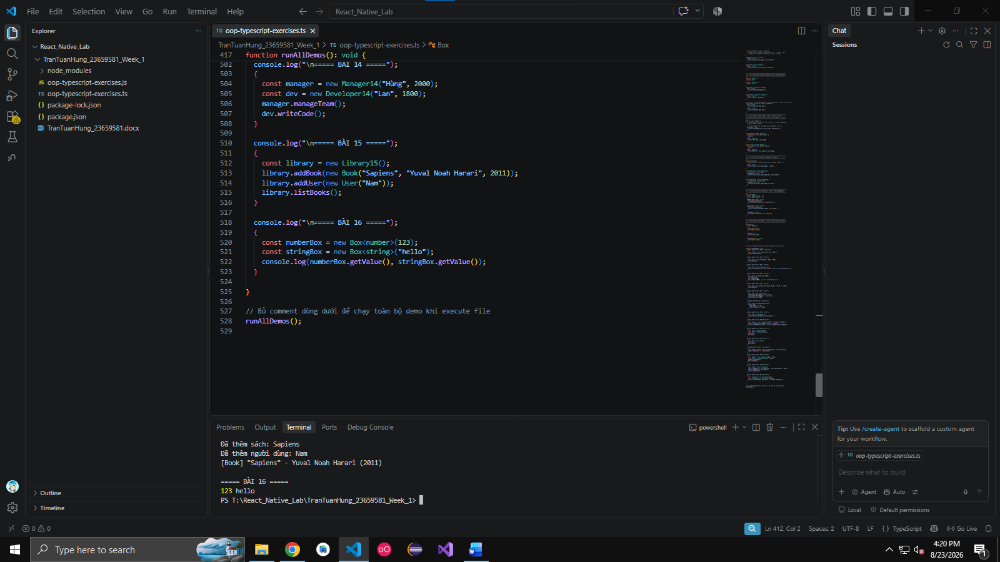 File Edit Selection View Go Run Terminal Help
React_Native_Lab
Explorer
React_Native_Lab
TranTuanHung_23659581_Week_1
node_modules
JS oop-typescript-exercises.js
TS oop-typescript-exercises.ts
{} package-lock.json
{} package.json
TranTuanHung_23659581.docx
Outline
Timeline
TS oop-typescript-exercises.ts
TranTuanHung_23659581_Week_1 > TS oop-typescript-exercises.ts > Box
417 function runAllDemos(): void {
502 console.log("\n===== BÀI 14 =====");
503 {
504 const manager = new Manager14("Hùng", 2000);
505 const dev = new Developer14("Lan", 1800);
506 manager.manageTeam();
507 dev.writeCode();
508 }
509
510 console.log("\n===== BÀI 15 =====");
511 {
512 const library = new Library15();
513 library.addBook(new Book("Sapiens", "Yuval Noah Harari", 2011));
514 library.addUser(new User("Nam"));
515 library.listBooks();
516 }
517
518 console.log("\n===== BÀI 16 =====");
519 {
520 const numberBox = new Box<number>(123);
521 const stringBox = new Box<string>("hello");
522 console.log(numberBox.getValue(), stringBox.getValue());
523 }
524
525 }
526
527 // Bỏ comment dòng dưới để chạy toàn bộ demo khi execute file
528 runAllDemos();
529
Problems Output Terminal Ports Debug Console
powershell
Đã thêm sách: Sapiens
Đã thêm người dùng: Nam
[Book] "Sapiens" - Yuval Noah Harari (2011)
===== BÀI 16 =====
123 hello
PS T:\React_Native_Lab\TranTuanHung_23659581_Week_1>
Chat
Sessions
Tip: Use /create-agent to scaffold a custom agent
for your workflow.
TS oop-typescript-exercises.ts
Describe what to build
Agent Auto
Local Default permissions
0 0
Ln 412, Col 2 Spaces: 2 UTF-8 LF {} TypeScript Go Live
Type here to search
4:20 PM
8/23/2026
1